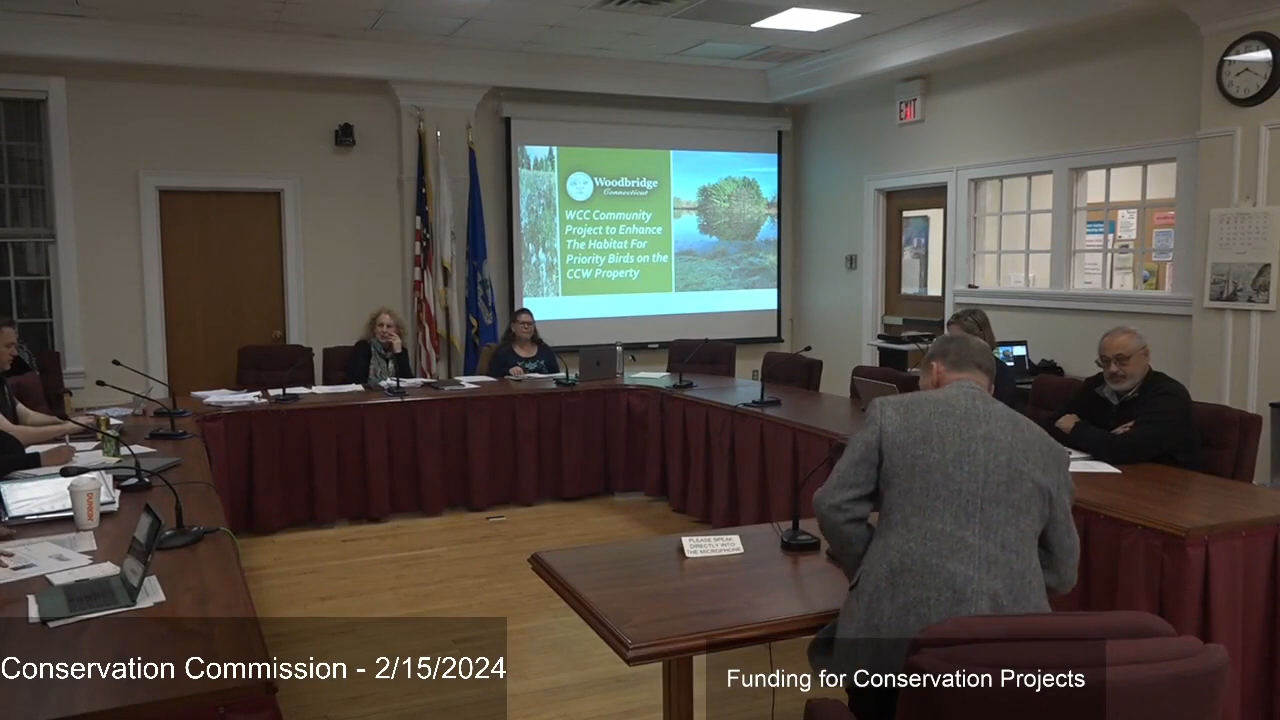 EXIT
Woodbridge
Connecticut
WCC Community
Project to Enhance
The Habitat For
Priority Birds on the
CCW Property
DUNKIN'
PLEASE SPEAK
DIRECTLY INTO
THE MICROPHONE
Conservation Commission - 2/15/2024
Funding for Conservation Projects